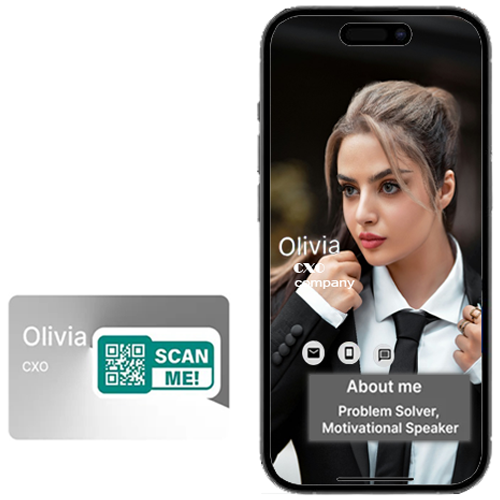 Olivia
CXO
SCAN
ME!
Olivia
CXO
company
About me
Problem Solver,
Motivational Speaker